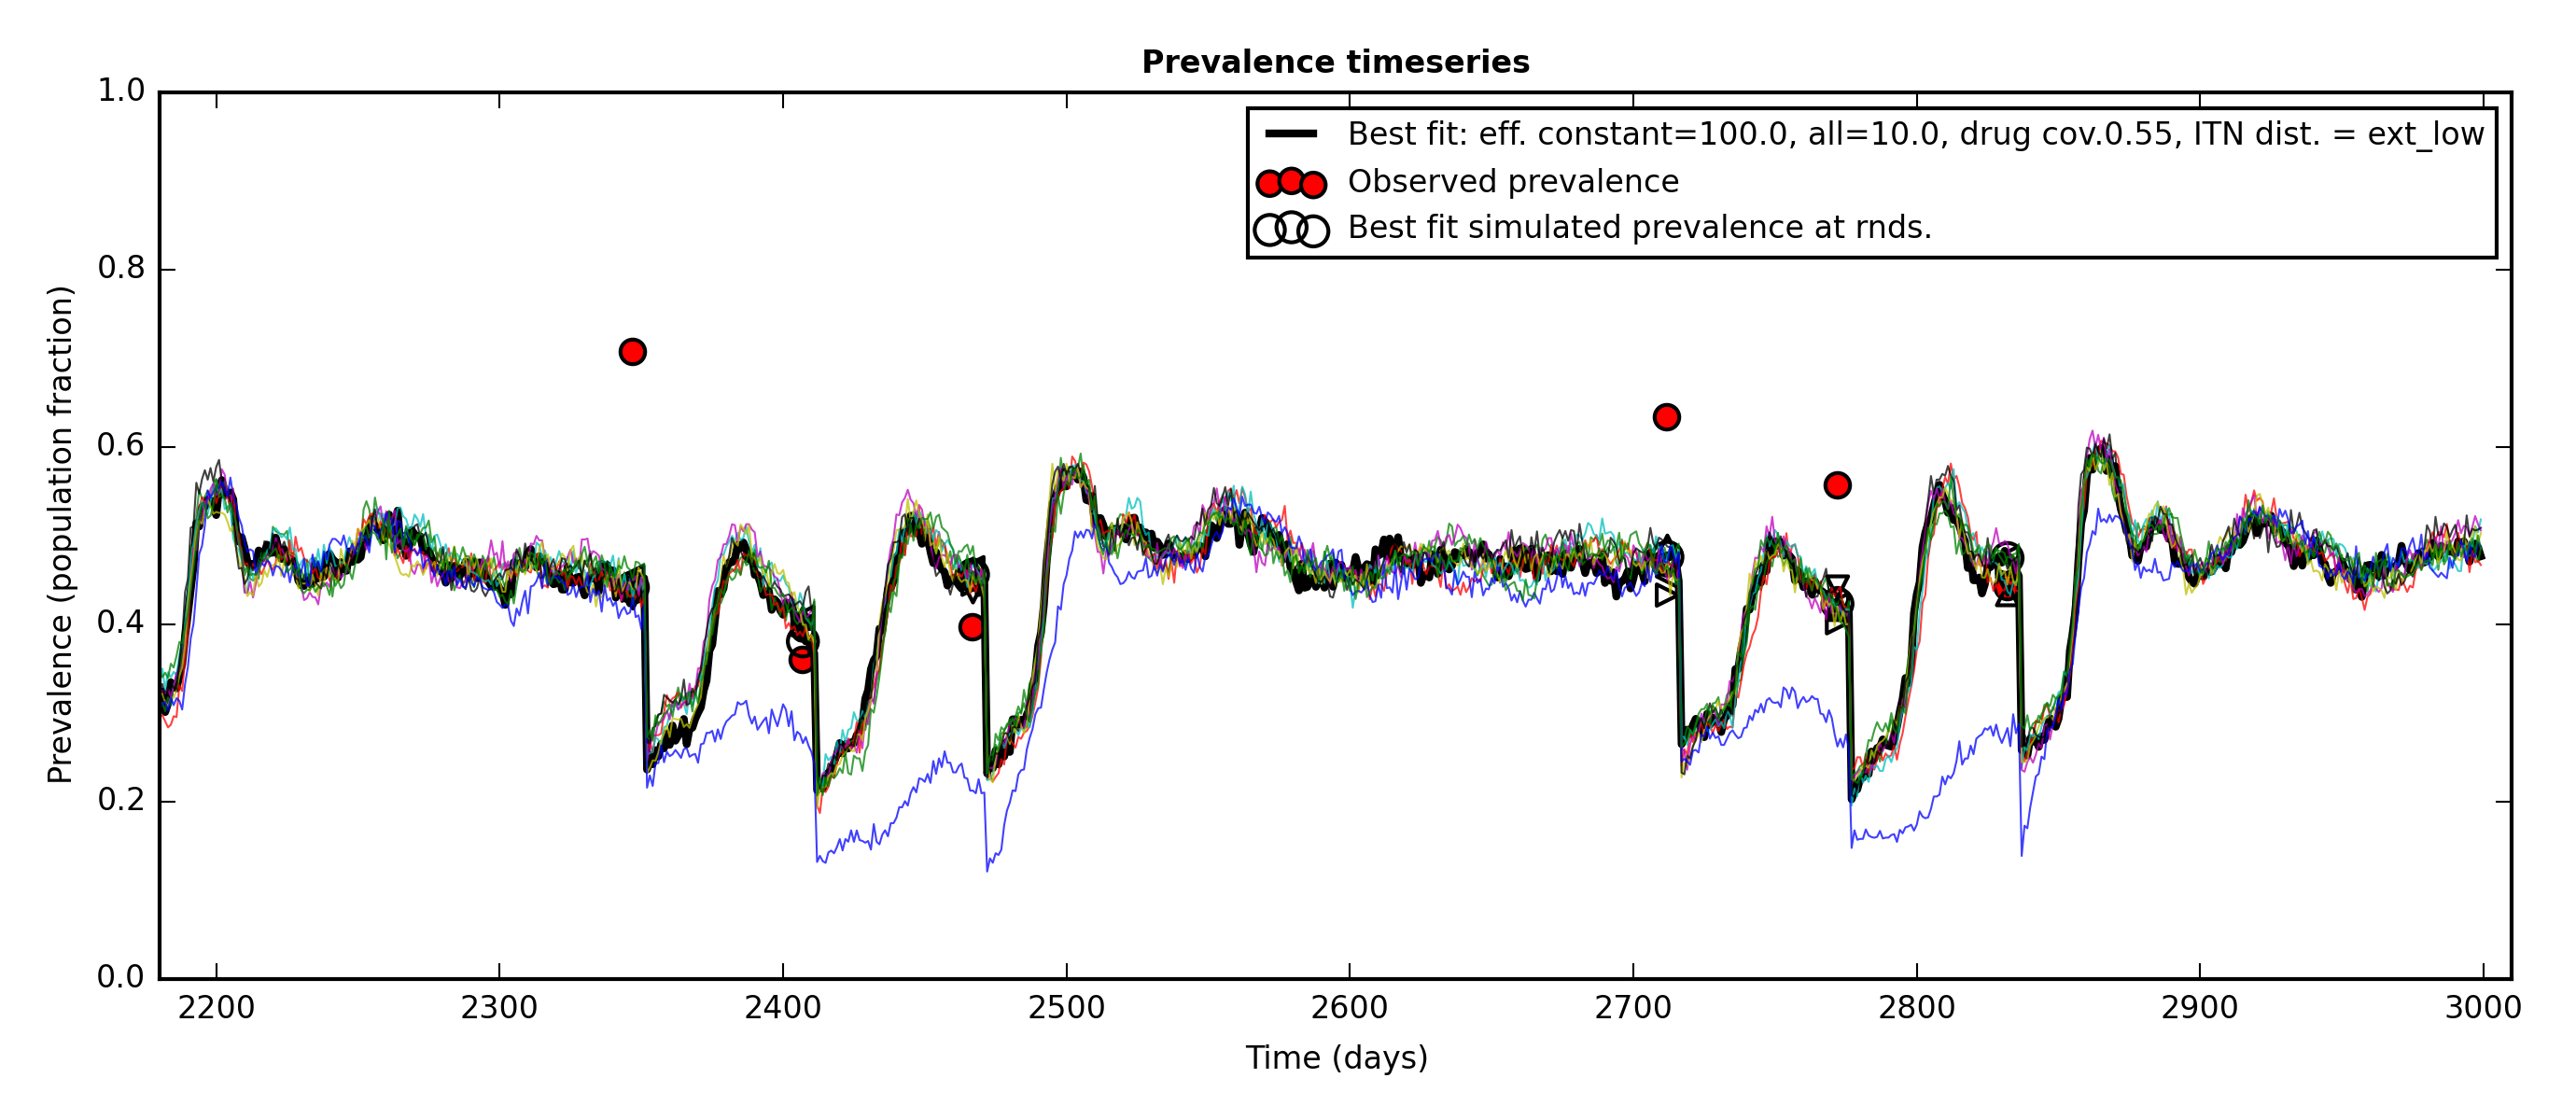 Prevalence timeseries
Best fit: eff. constant=100.0, all=10.0, drug cov.0.55, ITN dist. = ext_low
Observed prevalence
Best fit simulated prevalence at rnds.
Prevalence (population fraction)
1.0
0.8
0.6
0.4
0.2
0.0
2200 2300 2400 2500 2600 2700 2800 2900 3000
Time (days)